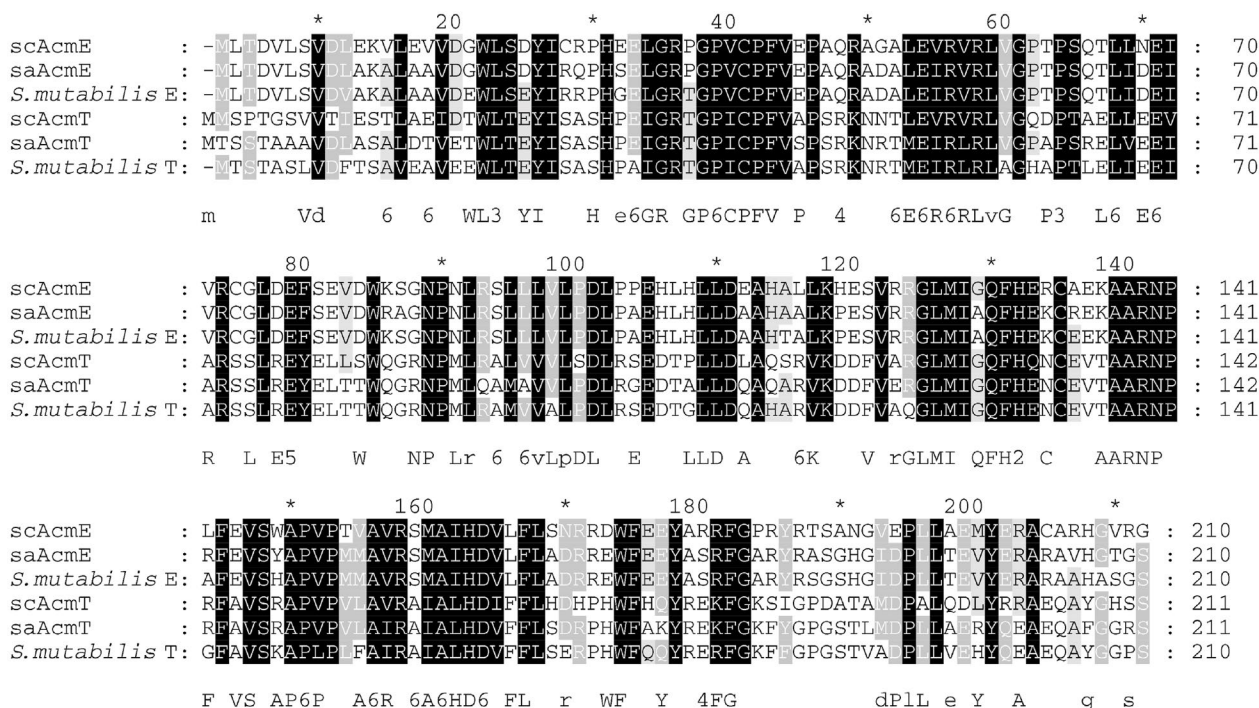 * 20 * 40 * 60 *
scAcmE : -MLTDVLSVDLEKVLEVVDGWLSDYICRPHEELGRPGPVCPFVEPAQRAGALEVRVRLVGPTPSQTLLNEI : 70
saAcmE : -MLTDVLSVDLAKALAAVDGWLSDYIRQPHSELGRPGPVCPFVEPAQRADALEIRVRLVGPTPSQTLIDEI : 70
S.mutabilis E : -MLTDVLSVDVAKALAAVDEWLSEYIRRPHGELGRTGPVCPFVEPAQRADALEIRVRLVGPTPSQTLIDEI : 70
scAcmT : MMSPTGSVVTIESTLAEIDTWLTEYISASHPEIGRTGPICPFVAPSRKNNTLEVRVRLVGQDPTAELLEEV : 71
saAcmT : MTSSTAAAVDLASALDTVETWLTEYISASHPEIGRTGPICPFVSPSRKNRTMEIRLRLVGPAPSRELVEEI : 71
S.mutabilis T: -MTSTASLVDFTSAVEAVEEWLTEYISASHPAIGRTGPICPFVAPSRKNRTMEIRLRLAGHAPTLELIEEI : 70
m Vd 6 6 WL3 YI H e6GR GP6CPFV P 4 6E6R6RLvG P3 L6 E6
80 * 100 * 120 * 140
scAcmE : VRCGLDEFSEVDWKSGNPNLRSLLLVLPDLPPEHLHLLDEAHALLKHESVRRGLMIGQFHERCAEKAARNP : 141
saAcmE : VRCGLDEFSEVDWRAGNPNLRSLLLVLPDLPAEHLHLLDAAHAALKPESVRRGLMIAQFHEKCREKAARNP : 141
S.mutabilis E: VRCGLDEFSEVDWKSGNPNLRSLLLVLPDLPAEHLHLLDAAHTALKPESVRRGLMIAQFHEKCEEKAARNP : 141
scAcmT : ARSSLREYELLSWQGRNPMLRALVVVLSDLRSEDTPLLDLAQSRVKDDFVARGLMIGQFHQNCEVTAARNP : 142
saAcmT : ARSSLREYELTTWQGRNPMLQAMAVVLPDLRGEDTALLDQAQARVKDDFVERGLMIGQFHENCEVTAARNP : 142
S.mutabilis T: ARSSLREYELTTWQGRNPMLRAMVVALPDLRSEDTGLLDQAHARVKDDFVAQGLMIGQFHENCEVTAARNP : 141
R L E5 W NP Lr 6 6vLpDL E LLD A 6K V rGLMI QFH2 C AARNP
* 160 * 180 * 200 *
scAcmE : LFEVSWAPVPTVAVRSMAIHDVLFLSNRRDWFEEYARRFGPRYRTSANGVEPLLAEMYERACARHGVRG : 210
saAcmE : RFEVSYAPVPMMAVRSMAIHDVLFLADRREWFEEYASRFGARYRASGHGIDPLLTEVYERARAVHGTGS : 210
S.mutabilis E : AFEVSHAPVPMMAVRSMAIHDVLFLADRREWFEEYASRFGARYRSGSHGIDPLLTEVYERARAAHASGS : 210
scAcmT : RFAVSRAPVPVLAVRAIALHDIFFLHDHPHWFHQYREKFGKSIGPDATAMDPALQDLYRRAEQAYGHSS : 211
saAcmT : RFAVSRAPVPVLAIRAIALHDVFFLSDRPHWFAKYREKFGKFYGPGSTLMDPLLAERYQEAEQAFGGRS : 211
S.mutabilis T: GFAVSKAPLPLFAIRAIALHDVFFLSERPHWFQQYRERFGKFFGPGSTVADPLLVEHYQEAEQAYGGPS : 210
F VS AP6P A6R 6A6HD6 FL r WF Y 4FG dPlL e Y A g s